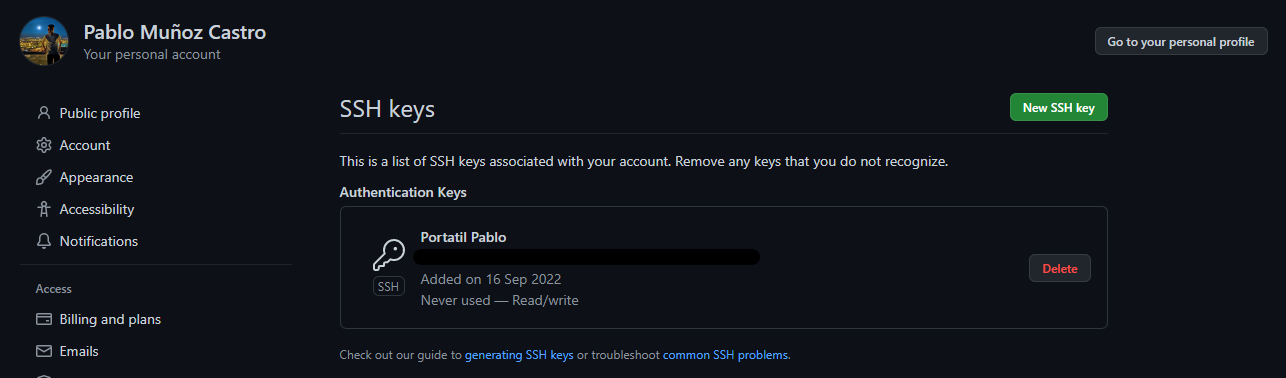 Pablo Muñoz Castro
Your personal account
Go to your personal profile
Public profile
Account
Appearance
Accessibility
Notifications
Access
Billing and plans
Emails
SSH keys
New SSH key
This is a list of SSH keys associated with your account. Remove any keys that you do not recognize.
Authentication Keys
Portatil Pablo
SSH
Added on 16 Sep 2022
Never used — Read/write
Delete
Check out our guide to generating SSH keys or troubleshoot common SSH problems.